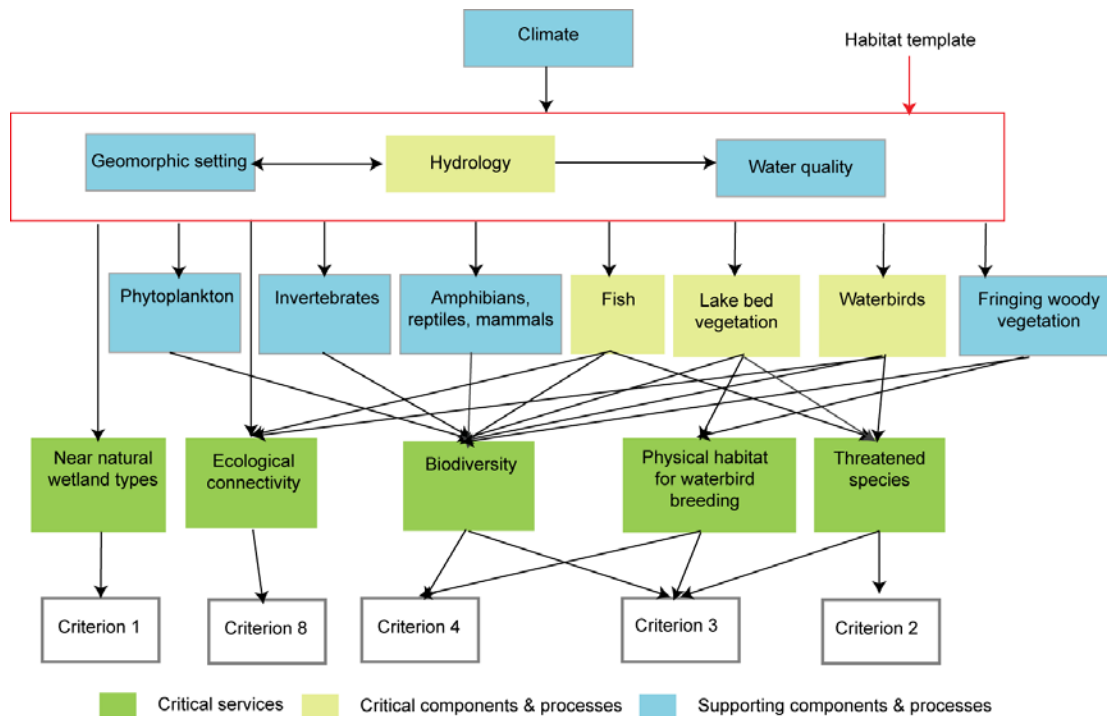 Climate
Habitat template
Geomorphic setting
Hydrology
Water quality
Phytoplankton
Invertebrates
Amphibians,
reptiles, mammals
Fish
Lake bed
vegetation
Waterbirds
Fringing woody
vegetation
Near natural
wetland types
Ecological
connectivity
Biodiversity
Physical habitat
for waterbird
breeding
Threatened
species
Criterion 1
Criterion 8
Criterion 4
Criterion 3
Criterion 2
Critical services
Critical components & processes
Supporting components & processes